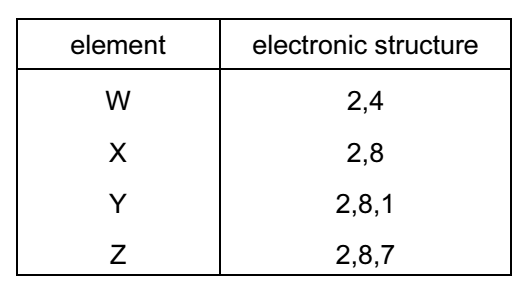 element electronic structure
W 2,4
X 2,8
Y 2,8,1
Z 2,8,7